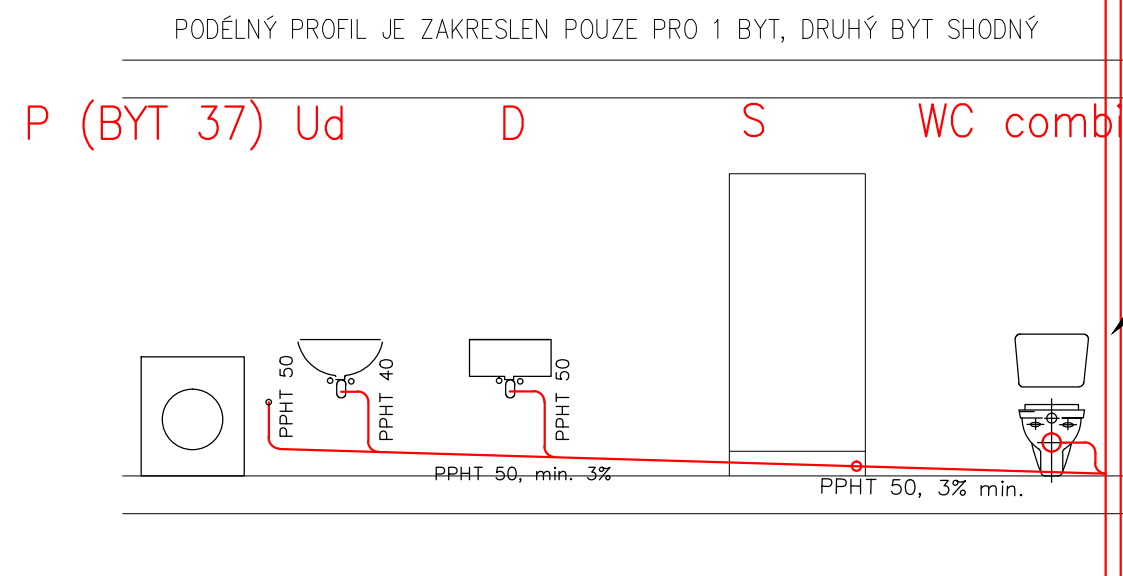 PODÉLNÝ PROFIL JE ZAKRESLEN POUZE PRO 1 BYT, DRUHÝ BYT SHODNÝ
P (BYT 37) Ud D S WC combi
PPHT 50
PPHT 40
PPHT 50
PPHT 50, min. 3%
PPHT 50, 3% min.